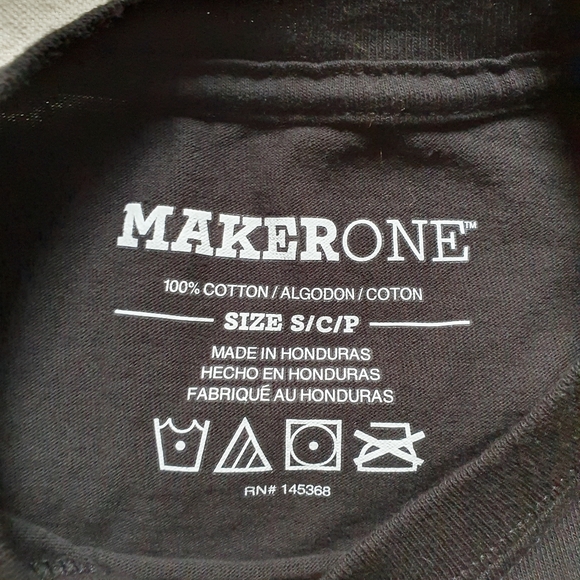 MAKERONE™
100% COTTON / ALGODON / COTON
SIZE S/C/P
MADE IN HONDURAS
HECHO EN HONDURAS
FABRIQUÉ AU HONDURAS
RN# 145368